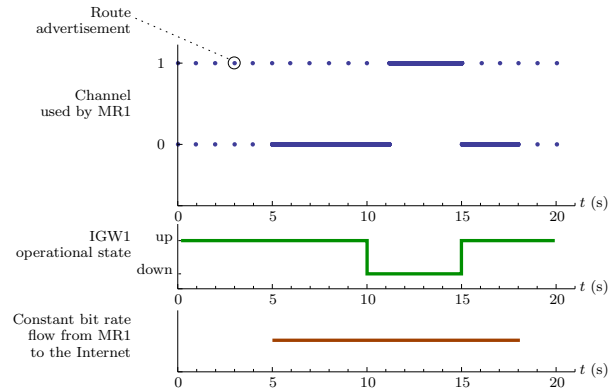 Route
advertisement
1
Channel
used by MR1
0
t (s)
0 5 10 15 20
IGW1
operational state
up
down
t (s)
0 5 10 15 20
Constant bit rate
flow from MR1
to the Internet
t (s)
0 5 10 15 20